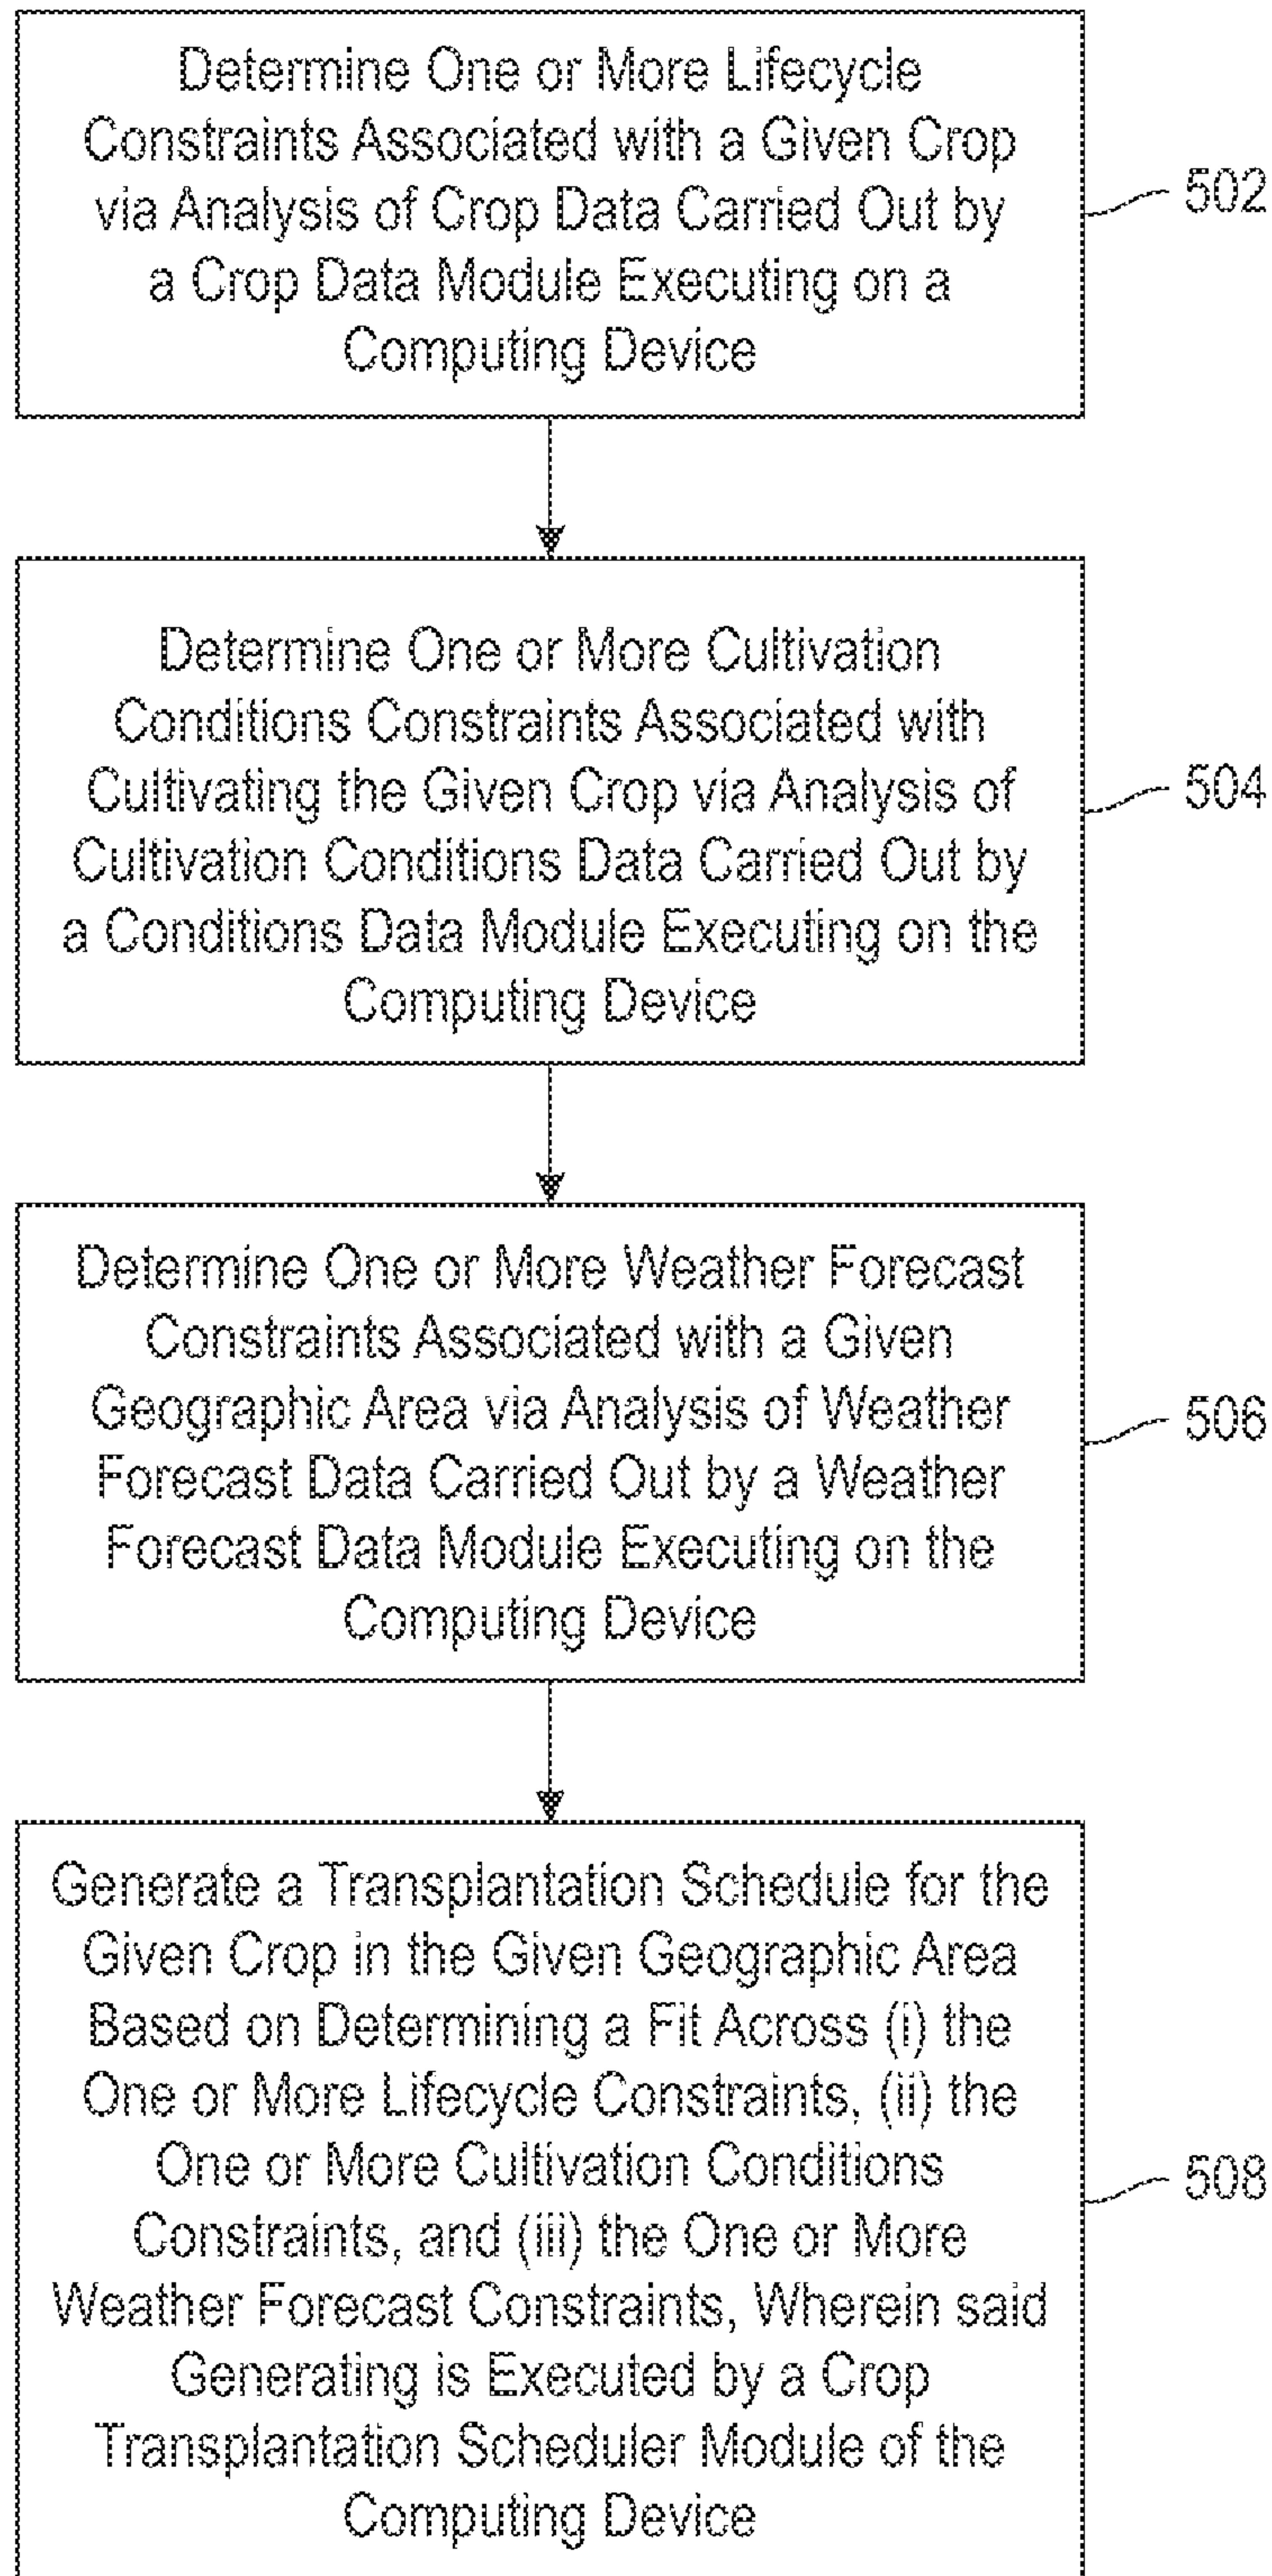 Determine One or More Lifecycle
Constraints Associated with a Given Crop
via Analysis of Crop Data Carried Out by
a Crop Data Module Executing on a
Computing Device
502
Determine One or More Cultivation
Conditions Constraints Associated with
Cultivating the Given Crop via Analysis of
Cultivation Conditions Data Carried Out by
a Conditions Data Module Executing on the
Computing Device
504
Determine One or More Weather Forecast
Constraints Associated with a Given
Geographic Area via Analysis of Weather
Forecast Data Carried Out by a Weather
Forecast Data Module Executing on the
Computing Device
506
Generate a Transplantation Schedule for the
Given Crop in the Given Geographic Area
Based on Determining a Fit Across (i) the
One or More Lifecycle Constraints, (ii) the
One or More Cultivation Conditions
Constraints, and (iii) the One or More
Weather Forecast Constraints, Wherein said
Generating is Executed by a Crop
Transplantation Scheduler Module of the
Computing Device
508